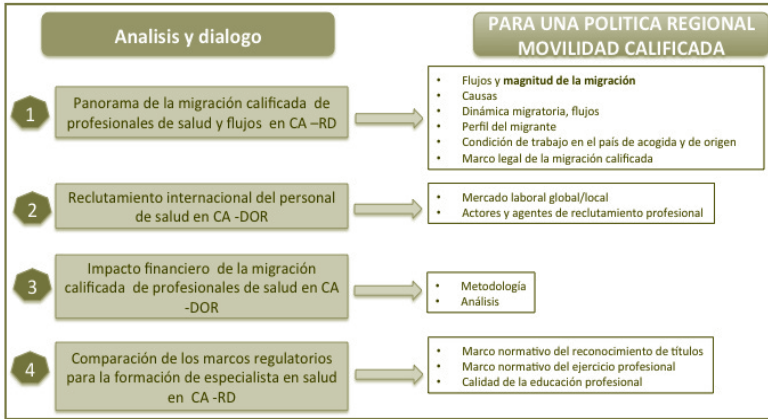 Analisis y dialogo
PARA UNA POLITICA REGIONAL
MOVILIDAD CALIFICADA
1
Panorama de la migración calificada de
profesionales de salud y flujos en CA –RD
• Flujos y magnitud de la migración
• Causas
• Dinámica migratoria, flujos
• Perfil del migrante
• Condición de trabajo en el país de acogida y de origen
• Marco legal de la migración calificada
2
Reclutamiento internacional del personal
de salud en CA -DOR
• Mercado laboral global/local
• Actores y agentes de reclutamiento profesional
3
Impacto financiero de la migración
calificada de profesionales de salud en CA
-DOR
• Metodología
• Análisis
4
Comparación de los marcos regulatorios
para la formación de especialista en salud
en CA -RD
• Marco normativo del reconocimiento de títulos
• Marco normativo del ejercicio profesional
• Calidad de la educación profesional